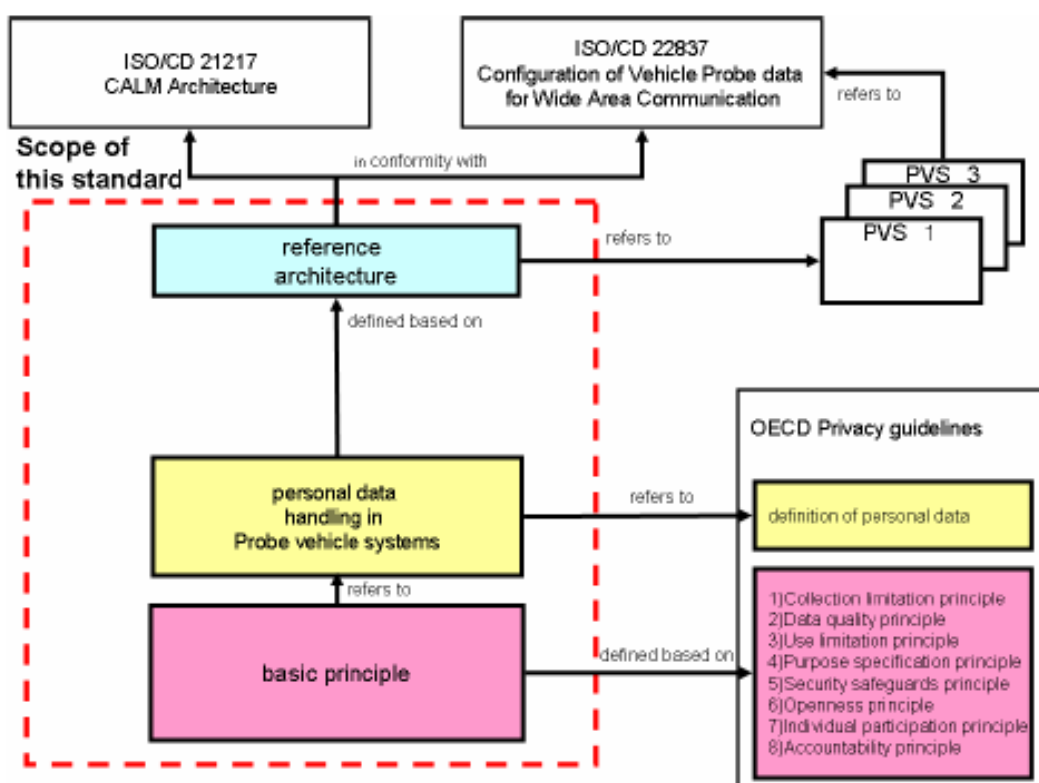 ISO/CD 21217
CALM Architecture
ISO/CD 22837
Configuration of Vehicle Probe data
for Wide Area Communication
refers to
Scope of
this standard
in conformity with
PVS 3
PVS 2
PVS 1
reference
architecture
refers to
defined based on
OECD Privacy guidelines
personal data
handling in
Probe vehicle systems
refers to
definition of personal data
refers to
basic principle
defined based on
1)Collection limitation principle
2)Data quality principle
3)Use limitation principle
4)Purpose specification principle
5)Security safeguards principle
6)Openness principle
7)Individual participation principle
8)Accountability principle